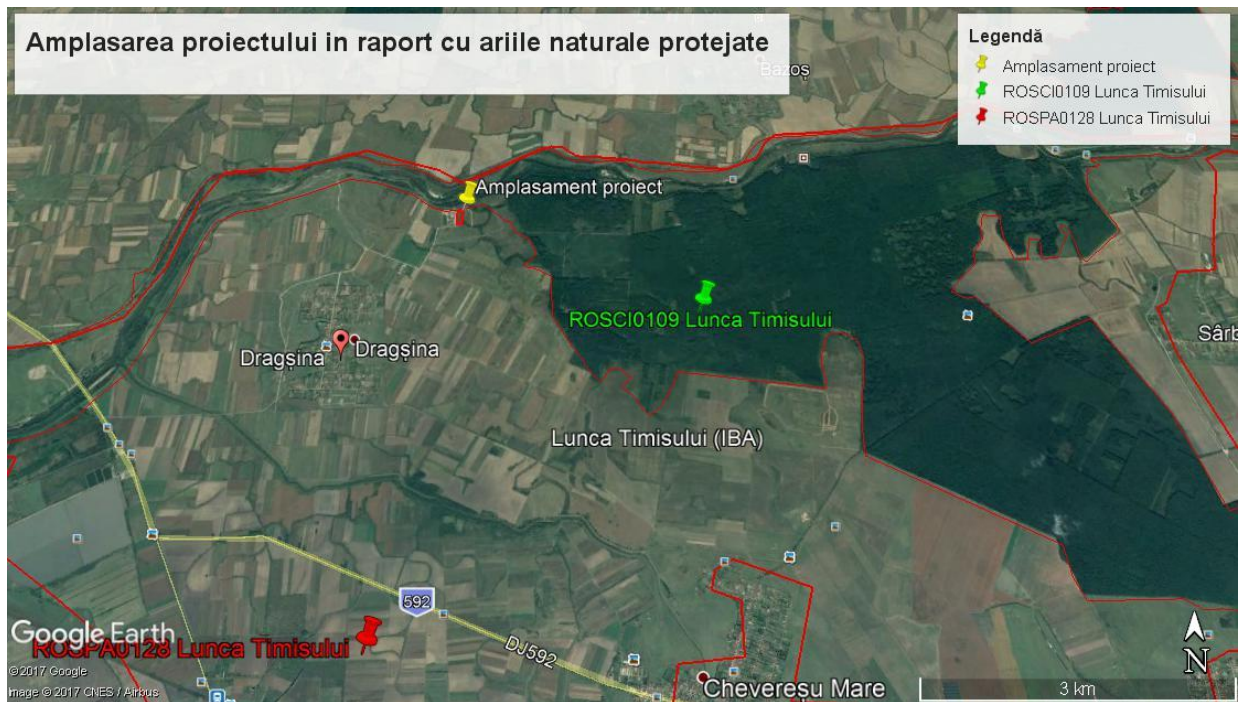 Amplasarea proiectului in raport cu ariile naturale protejate
Legendă
Amplasament proiect
ROSCI0109 Lunca Timisului
ROSPA0128 Lunca Timisului
Bazoș
Amplasament proiect
ROSCI0109 Lunca Timisului
Sârb
Dragșina
Dragșina
Lunca Timisului (IBA)
592
Google Earth
ROSPA0128 Lunca Timisului
DJ592
© 2017 Google
Image © 2017 CNES / Airbus
Cheveresu Mare
N
3 km